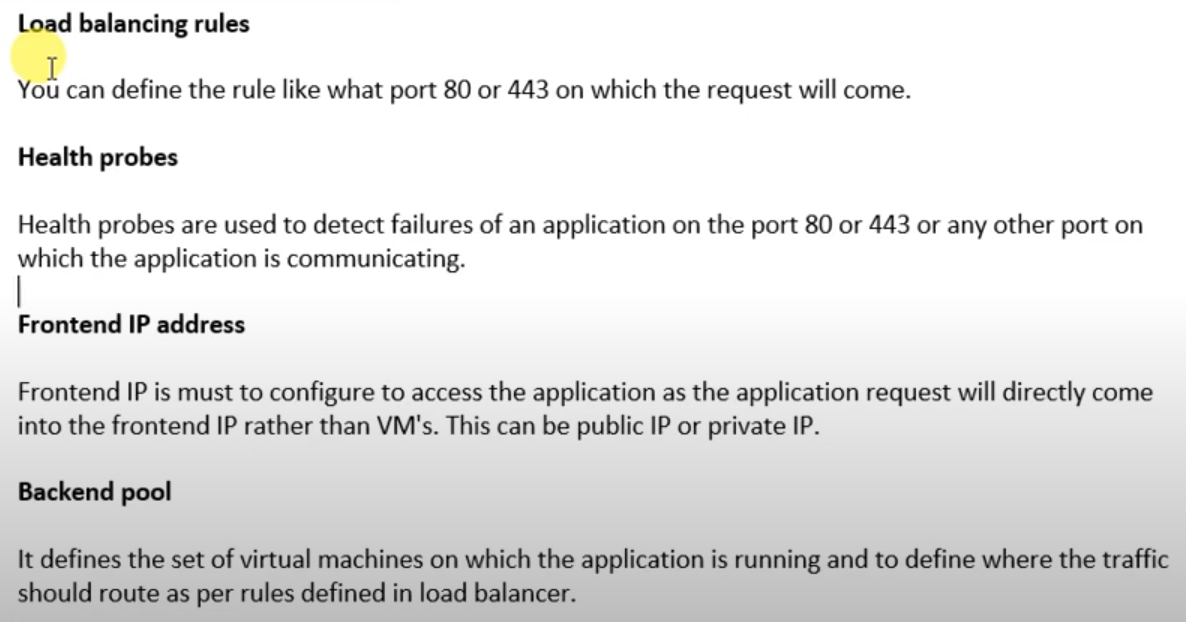 Load balancing rules
You can define the rule like what port 80 or 443 on which the request will come.
Health probes
Health probes are used to detect failures of an application on the port 80 or 443 or any other port on
which the application is communicating.
Frontend IP address
Frontend IP is must to configure to access the application as the application request will directly come
into the frontend IP rather than VM's. This can be public IP or private IP.
Backend pool
It defines the set of virtual machines on which the application is running and to define where the traffic
should route as per rules defined in load balancer.